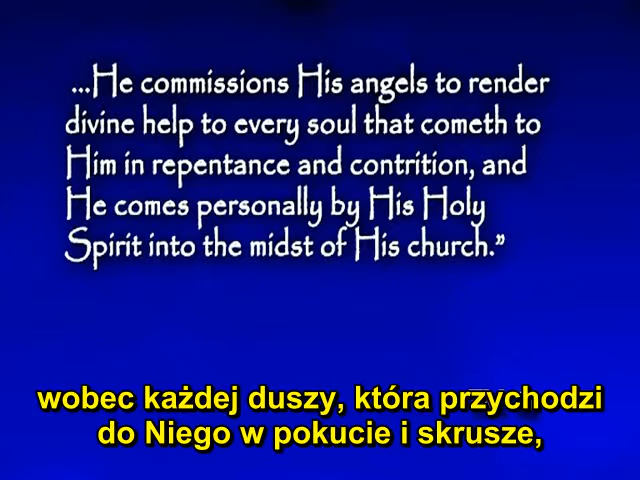 ...He commissions His angels to render
divine help to every soul that cometh to
Him in repentance and contrition, and
He comes personally by His Holy
Spirit into the midst of His church.”
wobec każdej duszy, która przychodzi
do Niego w pokucie i skrusze,